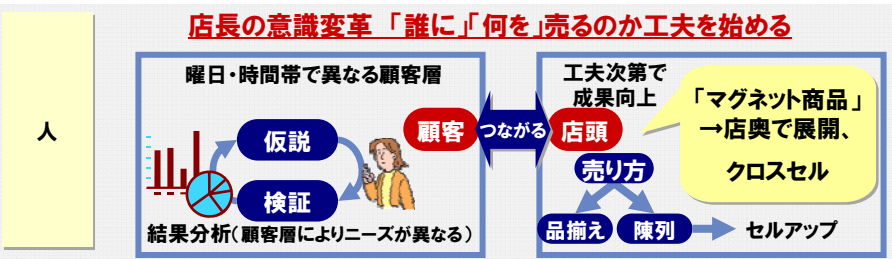 店長の意識変革 「誰に」「何を」売るのか工夫を始める
人
曜日・時間帯で異なる顧客層
仮説
検証
結果分析(顧客層によりニーズが異なる)
顧客
つながる
店頭
工夫次第で
成果向上
売り方
品揃え
陳列
セルアップ
「マグネット商品」
→店奥で展開、
クロスセル